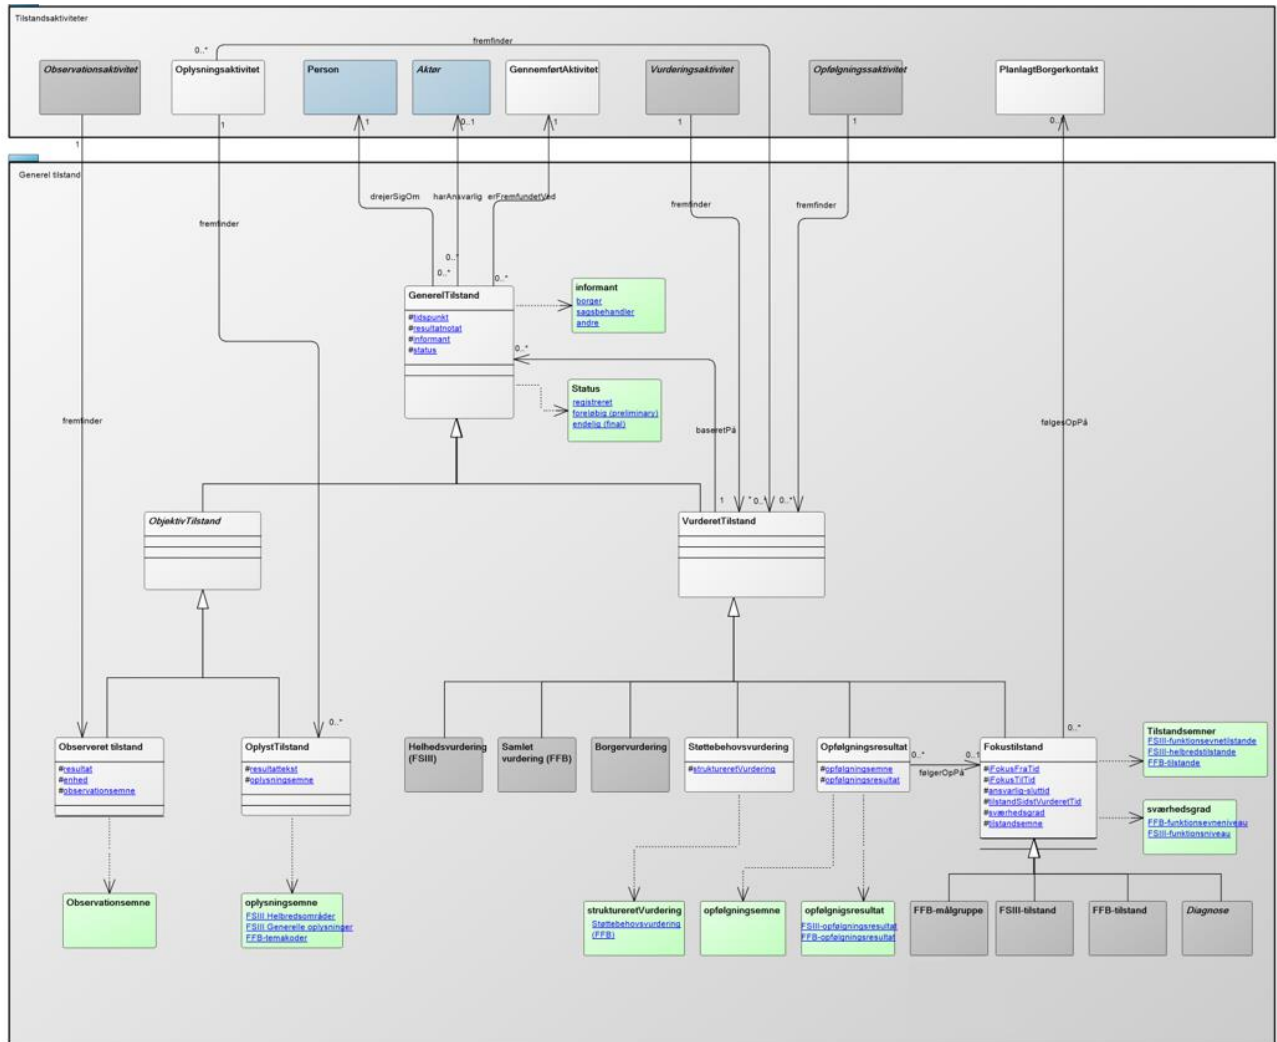 Tilstandsaktiviteter
fremfinder
0..*
Observationsaktivitet
Oplysningsaktivitet
Person
Aktør
GennemførtAktivitet
Vurderingsaktivitet
Opfølgningssaktivitet
PlanlagtBorgerkontakt
1
1
1
0..1
1
1
1
0..*
Generel tilstand
drejerSigOm
harAnsvarlig
erFremfundetVed
fremfinder
fremfinder
fremfinder
0..*
0..*
0..*
GenerelTilstand
#tidspunkt
#resultatnotat
#informant
#status
informant
borger
sagsbehandler
andre
0..*
Status
registreret
foreløbig (preliminary)
endelig (final)
fremfinder
baseretPå
følgesOpPå
1
*
0..*
0..*
ObjektivTilstand
VurderetTilstand
0..*
0..*
Observeret tilstand
#resultat
#enhed
#observationsemne
OplystTilstand
#resultattekst
#oplysningsemne
Helhedsvurdering
(FSIII)
Samlet
vurdering (FFB)
Borgervurdering
Støttebehovsvurdering
#struktureretVurdering
Opfølgningsresultat
#opfølgningsemne
#opfølgningsresultat
0..*
0..1
følgerOpPå
Fokustilstand
#iFokusFraTid
#iFokusTilTid
#ansvarlig-sluttid
#tilstandSidstVurderetTid
#sværhedsgrad
#tilstandsemne
Tilstandsemner
FSIII-funktionsevnetilstande
FSIII-helbredstilstande
FFB-tilstande
sværhedsgrad
FFB-funktionsevneniveau
FSIII-funktionsniveau
Observationsemne
oplysningsemne
FSIII Helbredsområder
FSIII Generelle oplysninger
FFB-temakoder
struktureretVurdering
Støttebehovsvurdering
(FFB)
opfølgningsemne
opfølgnigsresultat
FSIII-opfølgningsresultat
FFB-opfølgningsresultat
FFB-målgruppe
FSIII-tilstand
FFB-tilstand
Diagnose